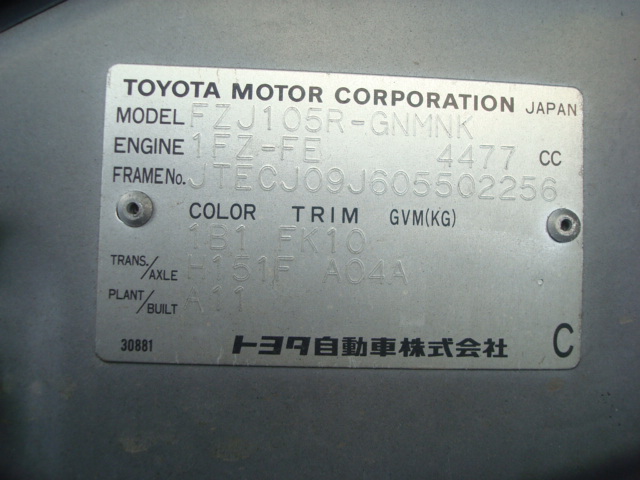 TOYOTA MOTOR CORPORATION JAPAN
MODEL FZJ105R-GNMNK
ENGINE 1FZ-FE 4477 CC
FRAME No. JTECJ09J605502256
COLOR TRIM GVM(KG)
1B1 FK10
TRANS./AXLE H151F A04A
PLANT/BUILT A11
30881 トヨタ自動車株式会社 C